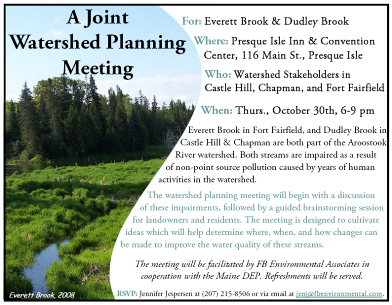 A Joint
Watershed Planning
Meeting
For: Everett Brook & Dudley Brook
Where: Presque Isle Inn & Convention
Center, 116 Main St., Presque Isle
Who: Watershed Stakeholders in
Castle Hill, Chapman, and Fort Fairfield
When: Thurs., October 30th, 6-9 pm
Everett Brook in Fort Fairfield, and Dudley Brook in
Castle Hill & Chapman are both part of the Aroostook
River watershed. Both streams are impaired as a result
of non-point source pollution caused by years of human
activities in the watershed.
The watershed planning meeting will begin with a discussion
of these impairments, followed by a guided brainstorming session
for landowners and residents. The meeting is designed to cultivate
ideas which will help determine where, when, and how changes can
be made to improve the water quality of these streams.
The meeting will be facilitated by FB Environmental Associates in
cooperation with the Maine DEP. Refreshments will be served.
Everett Brook, 2008
RSVP: Jennifer Jespersen at (207) 215-8506 or via email at jenj@fbenvironmental.com